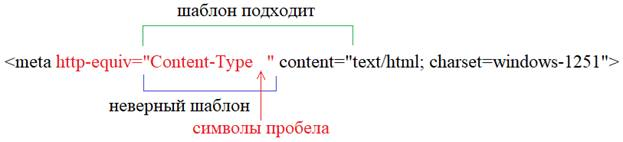 шаблон подходит
<meta http-equiv="Content-Type   " content="text/html; charset=windows-1251">
неверный шаблон
символы пробела